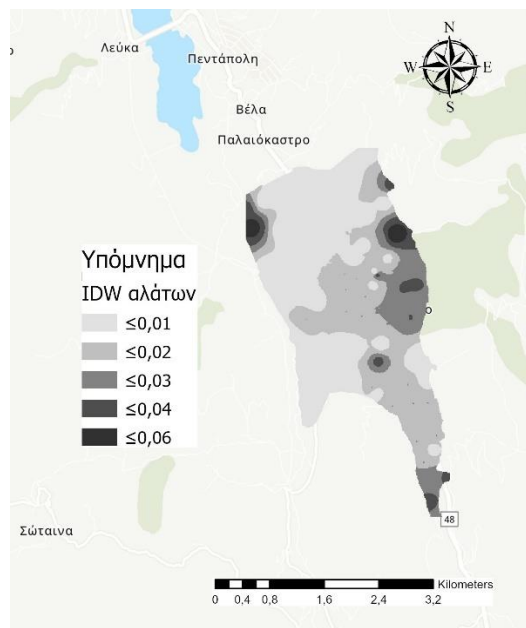 Λεύκα
Πεντάπολη
Βέλα
Παλαιόκαστρο
N
W E
S
Υπόμνημα
IDW αλάτων
≤0,01
≤0,02
≤0,03
≤0,04
≤0,06
ο
ο
Σώταινα
48
Kilometers
0 0,4 0,8 1,6 2,4 3,2